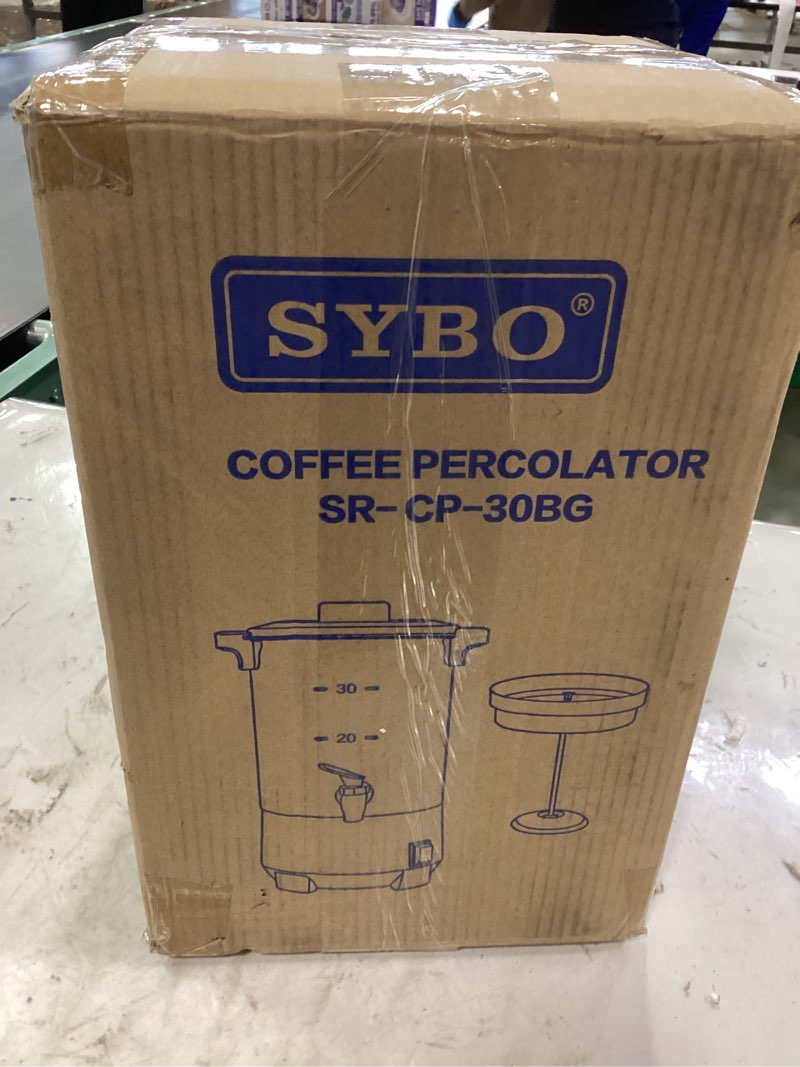 SYBO®
COFFEE PERCOLATOR
SR-CP-30BG
30
20